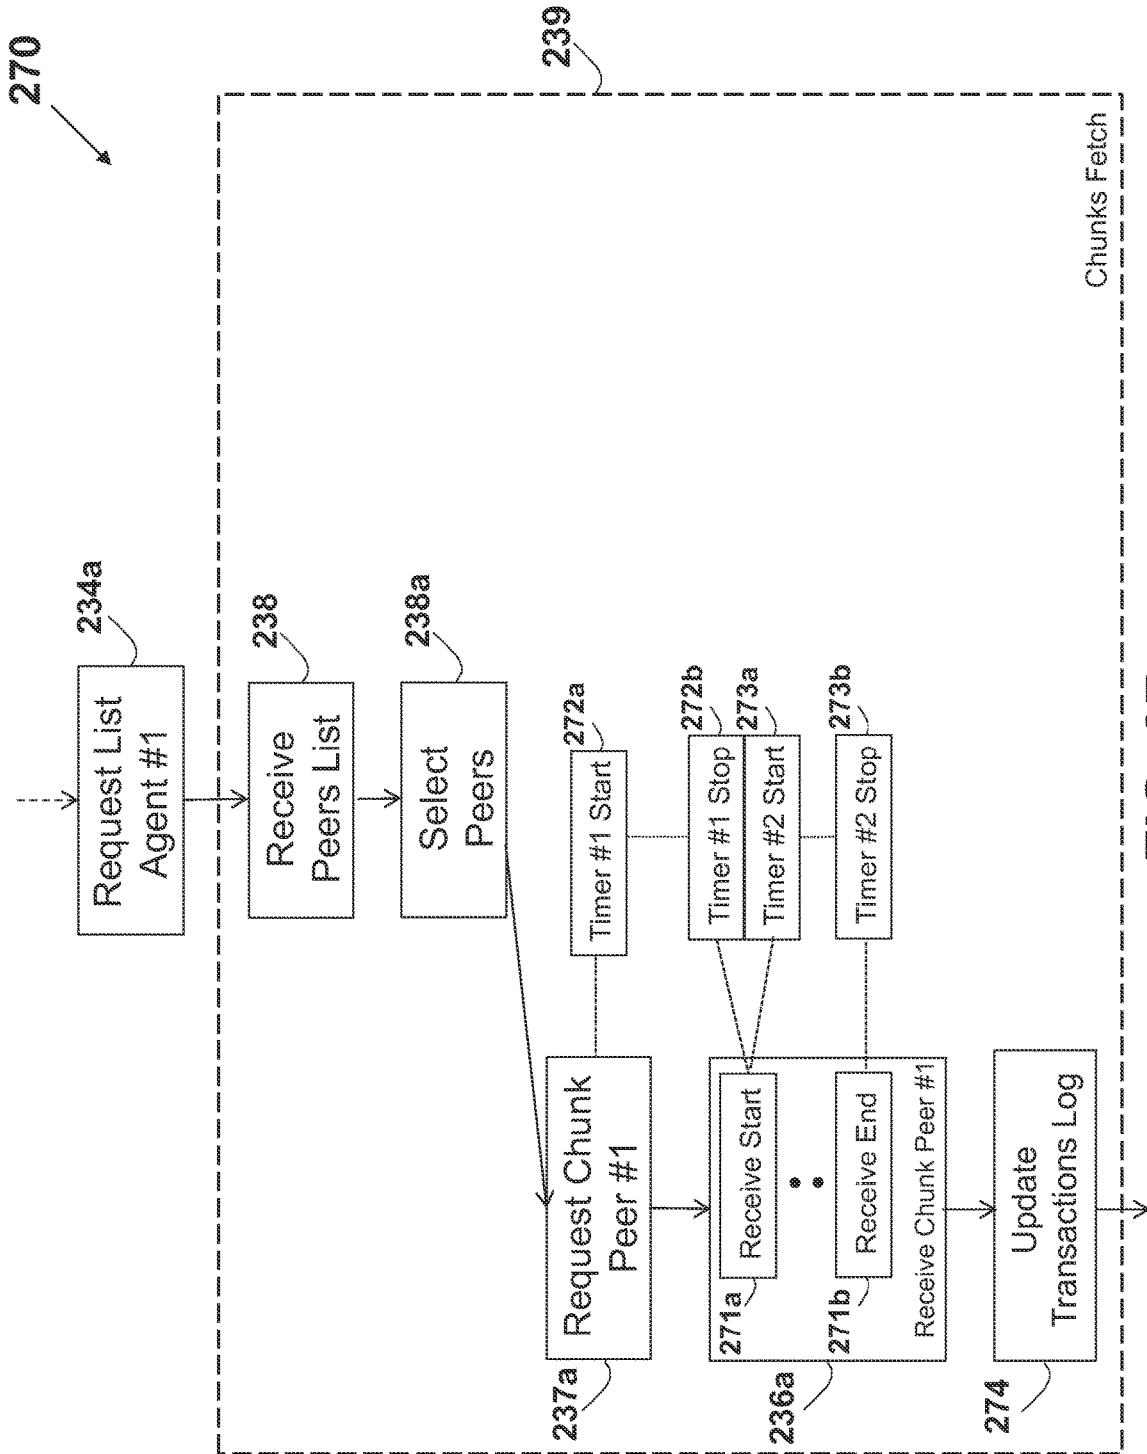 270
234a
Request List
Agent #1
239
238
Receive
Peers List
238a
Select
Peers
237a
Request Chunk
Peer #1
272a
Timer #1 Start
236a
271a
Receive Start
272b
Timer #1 Stop
273a
Timer #2 Start
271b
Receive End
273b
Timer #2 Stop
Receive Chunk Peer #1
274
Update
Transactions Log
Chunks Fetch